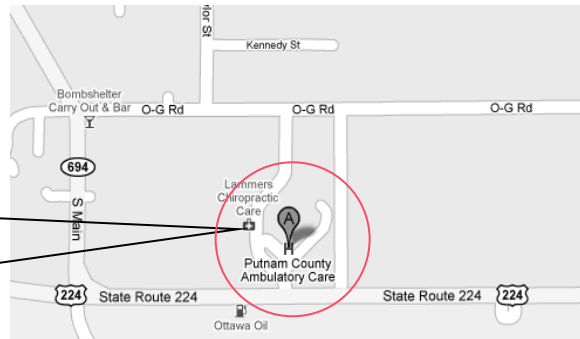 lor St
Kennedy St
Bombshelter
Carry Out & Bar
O-G Rd
O-G Rd
O-G Rd
694
S Main
Lammers
Chiropractic
Care
A
H
Putnam County
Ambulatory Care
224
State Route 224
State Route 224
224
Ottawa Oil